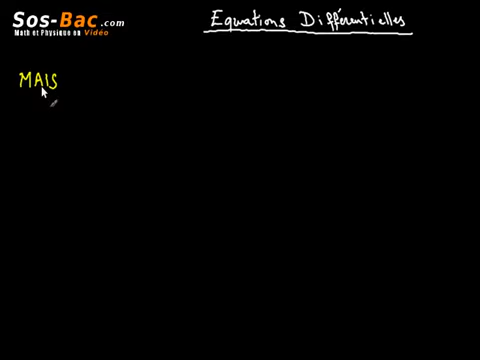 Sos-Bac.com
Math et Physique en Vidéo
Equations Différentielles
MAIS